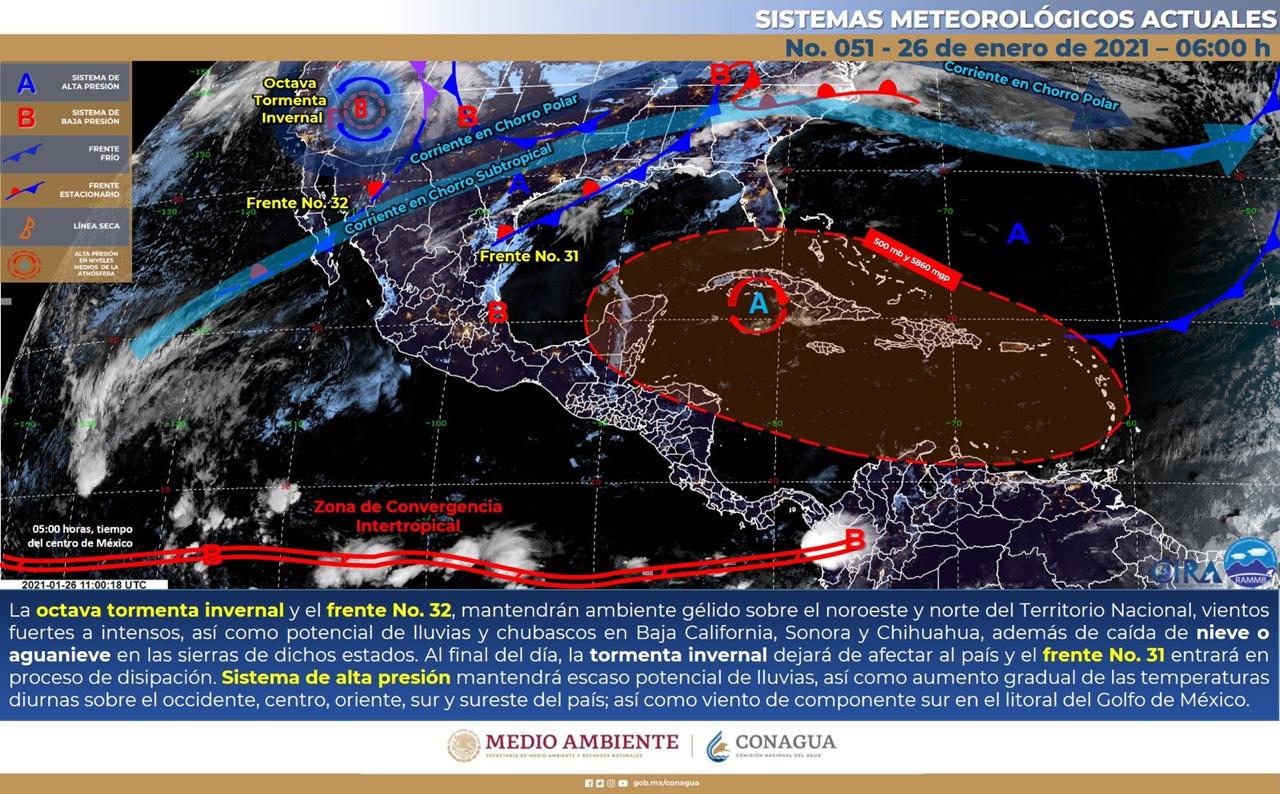 SISTEMAS METEOROLÓGICOS ACTUALES
No. 051 - 26 de enero de 2021 – 06:00 h
A
SISTEMA DE
ALTA PRESIÓN
B
SISTEMA DE
BAJA PRESIÓN
FRENTE
FRÍO
FRENTE
ESTACIONARIO
LÍNEA SECA
ALTA PRESIÓN
EN NIVELES
MEDIOS DE LA
ATMÓSFERA
Octava
Tormenta
Invernal
B
B
B
Corriente en Chorro Polar
Corriente en Chorro Polar
Corriente en Chorro Subtropical
Frente No. 32
A
Frente No. 31
B
500 mb y 5860 mgp
A
A
Zona de Convergencia
Intertropical
B
B
05:00 horas, tiempo
del centro de México
2021-01-26 11:00:18 UTC
CIRA
RAMMB
La octava tormenta invernal y el frente No. 32, mantendrán ambiente gélido sobre el noroeste y norte del Territorio Nacional, vientos
fuertes a intensos, así como potencial de lluvias y chubascos en Baja California, Sonora y Chihuahua, además de caída de nieve o
aguanieve en las sierras de dichos estados. Al final del día, la tormenta invernal dejará de afectar al país y el frente No. 31 entrará en
proceso de disipación. Sistema de alta presión mantendrá escaso potencial de lluvias, así como aumento gradual de las temperaturas
diurnas sobre el occidente, centro, oriente, sur y sureste del país; así como viento de componente sur en el litoral del Golfo de México.
MEDIO AMBIENTE
SECRETARÍA DE MEDIO AMBIENTE Y RECURSOS NATURALES
CONAGUA
COMISIÓN NACIONAL DEL AGUA
gob.mx/conagua